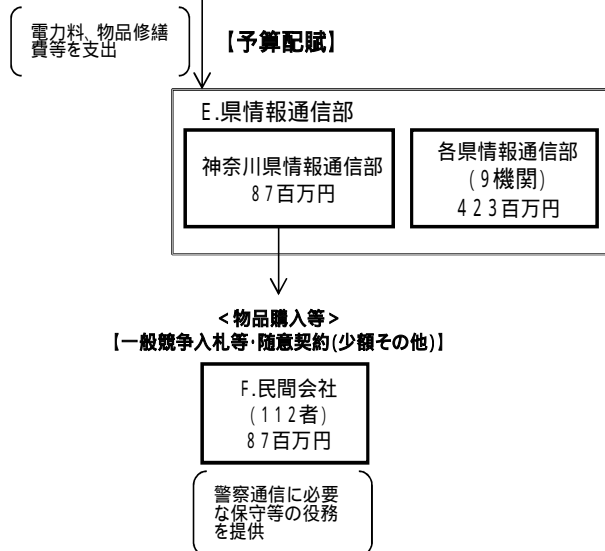 電力料、物品修繕
費等を支出
【予算配賦】
E.県情報通信部
神奈川県情報通信部
87百万円
各県情報通信部
(9機関)
423百万円
<物品購入等>
【一般競争入札等・随意契約(少額その他)】
F.民間会社
(112者)
87百万円
警察通信に必要
な保守等の役務
を提供